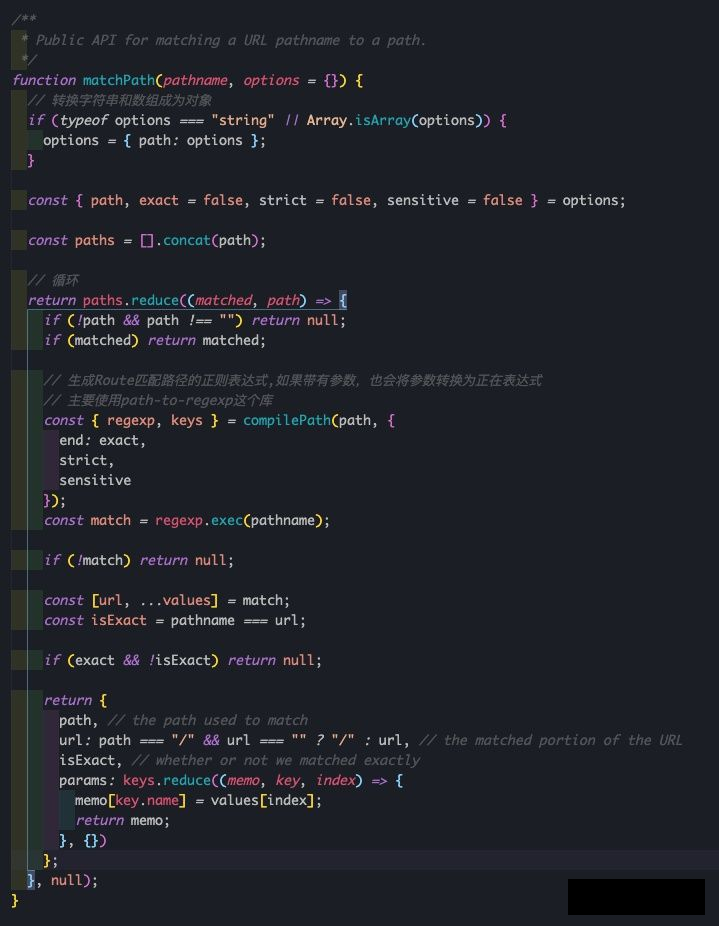 /**
 * Public API for matching a URL pathname to a path.
 */
function matchPath(pathname, options = {}) {
  // 转换字符串和数组成为对象
  if (typeof options === "string" || Array.isArray(options)) {
    options = { path: options };
  }
  const { path, exact = false, strict = false, sensitive = false } = options;
  const paths = [].concat(path);
  // 循环
  return paths.reduce((matched, path) => {
    if (!path && path !== "") return null;
    if (matched) return matched;
    // 生成Route匹配路径的正则表达式,如果带有参数, 也会将参数转换为正在表达式
    // 主要使用path-to-regexp这个库
    const { regexp, keys } = compilePath(path, {
      end: exact,
      strict,
      sensitive
    });
    const match = regexp.exec(pathname);
    if (!match) return null;
    const [url, ...values] = match;
    const isExact = pathname === url;
    if (exact && !isExact) return null;
    return {
      path, // the path used to match
      url: path === "/" && url === "" ? "/" : url, // the matched portion of the URL
      isExact, // whether or not we matched exactly
      params: keys.reduce((memo, key, index) => {
        memo[key.name] = values[index];
        return memo;
      }, {})
    };
  }, null);
}